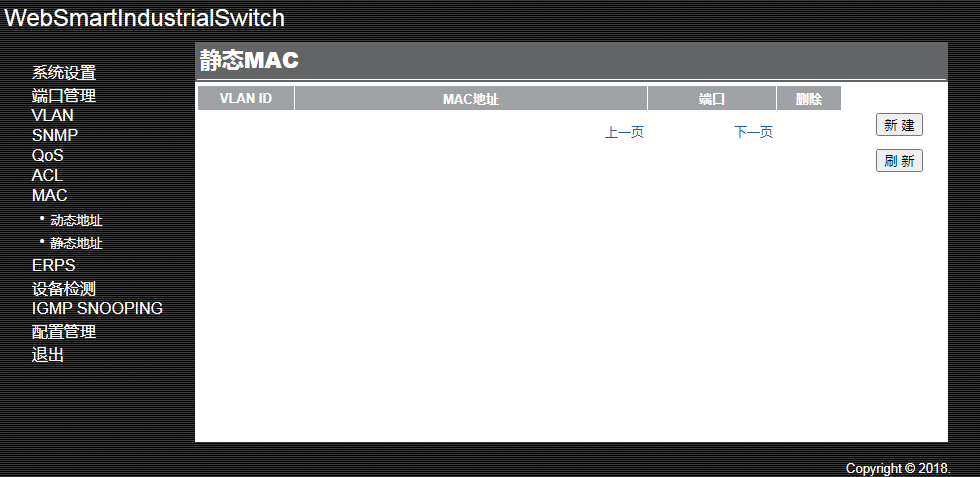 WebSmartIndustrialSwitch
静态MAC
系统设置
端口管理
VLAN
SNMP
QoS
ACL
MAC
• 动态地址
• 静态地址
ERPS
设备检测
IGMP SNOOPING
配置管理
退出
VLAN ID MAC地址 端口 删除
上一页 下一页
新 建
刷 新
Copyright © 2018.